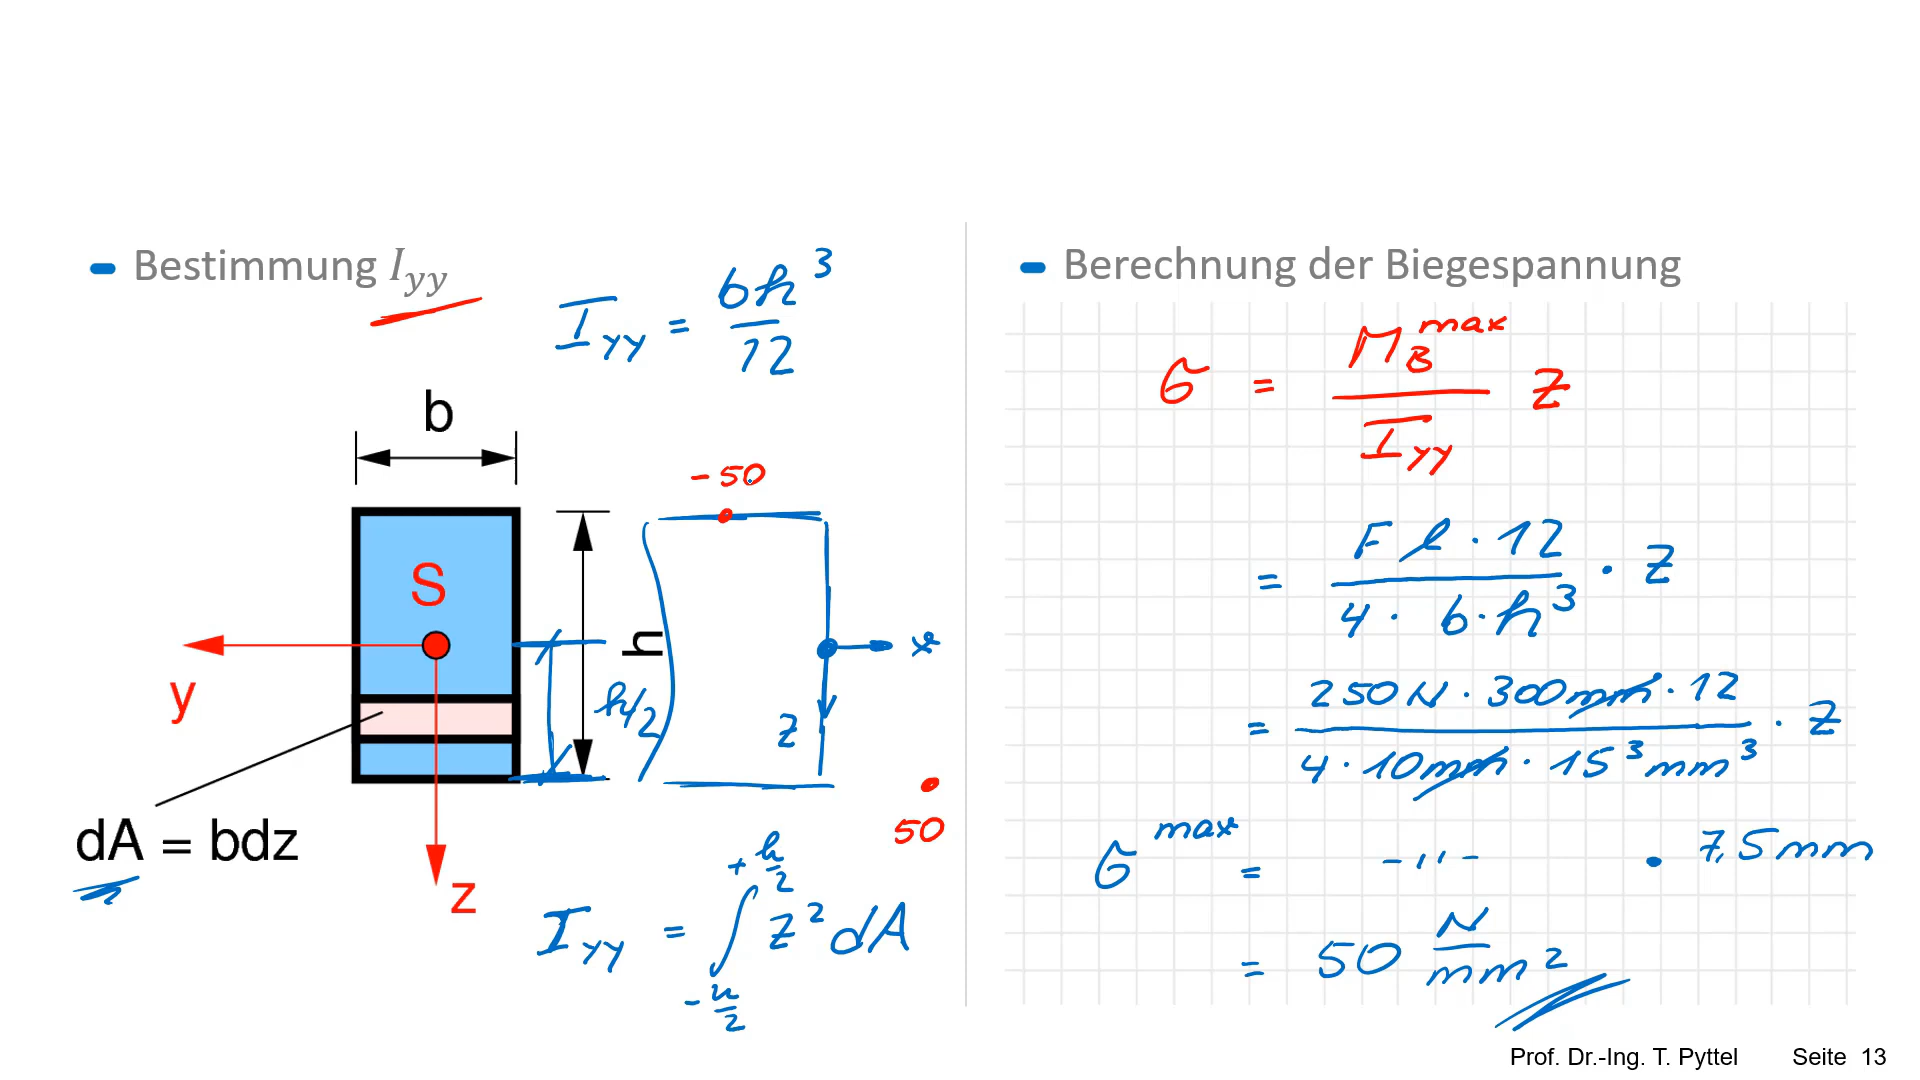 Bestimmung I_yy
I_yy = bh³/12
b
-50
S
h
x
y
h/2
z
50
dA = bdz
z
I_yy = ∫_{-h/2}^{+h/2} z² dA
Berechnung der Biegespannung
σ = M_B^max / I_yy z
= F l · 12 / 4 · b · h³ · z
= 250 N · 300 mm · 12 / 4 · 10 mm · 15³ mm³ · z
σ^max = -"- · 7,5 mm
= 50 N/mm²
Prof. Dr.-Ing. T. Pyttel Seite 13